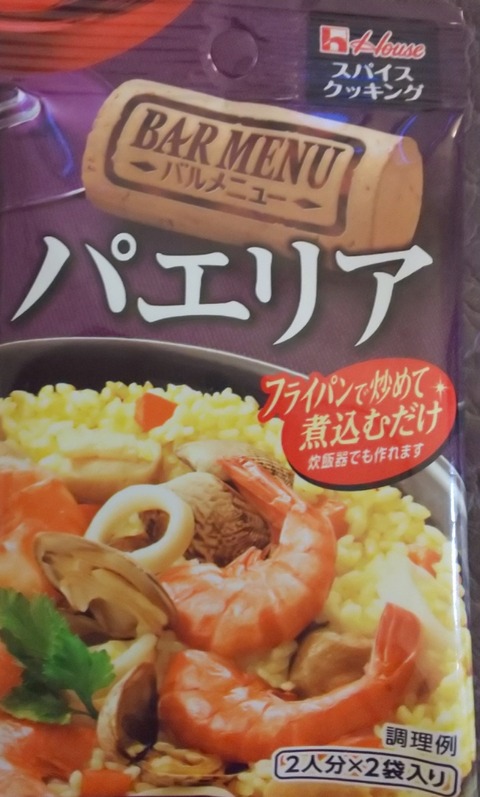 House
スパイス
クッキング
BAR MENU
バルメニュー
パエリア
フライパンで炒めて
煮込むだけ
炊飯器でも作れます
調理例
2人分×2袋入り